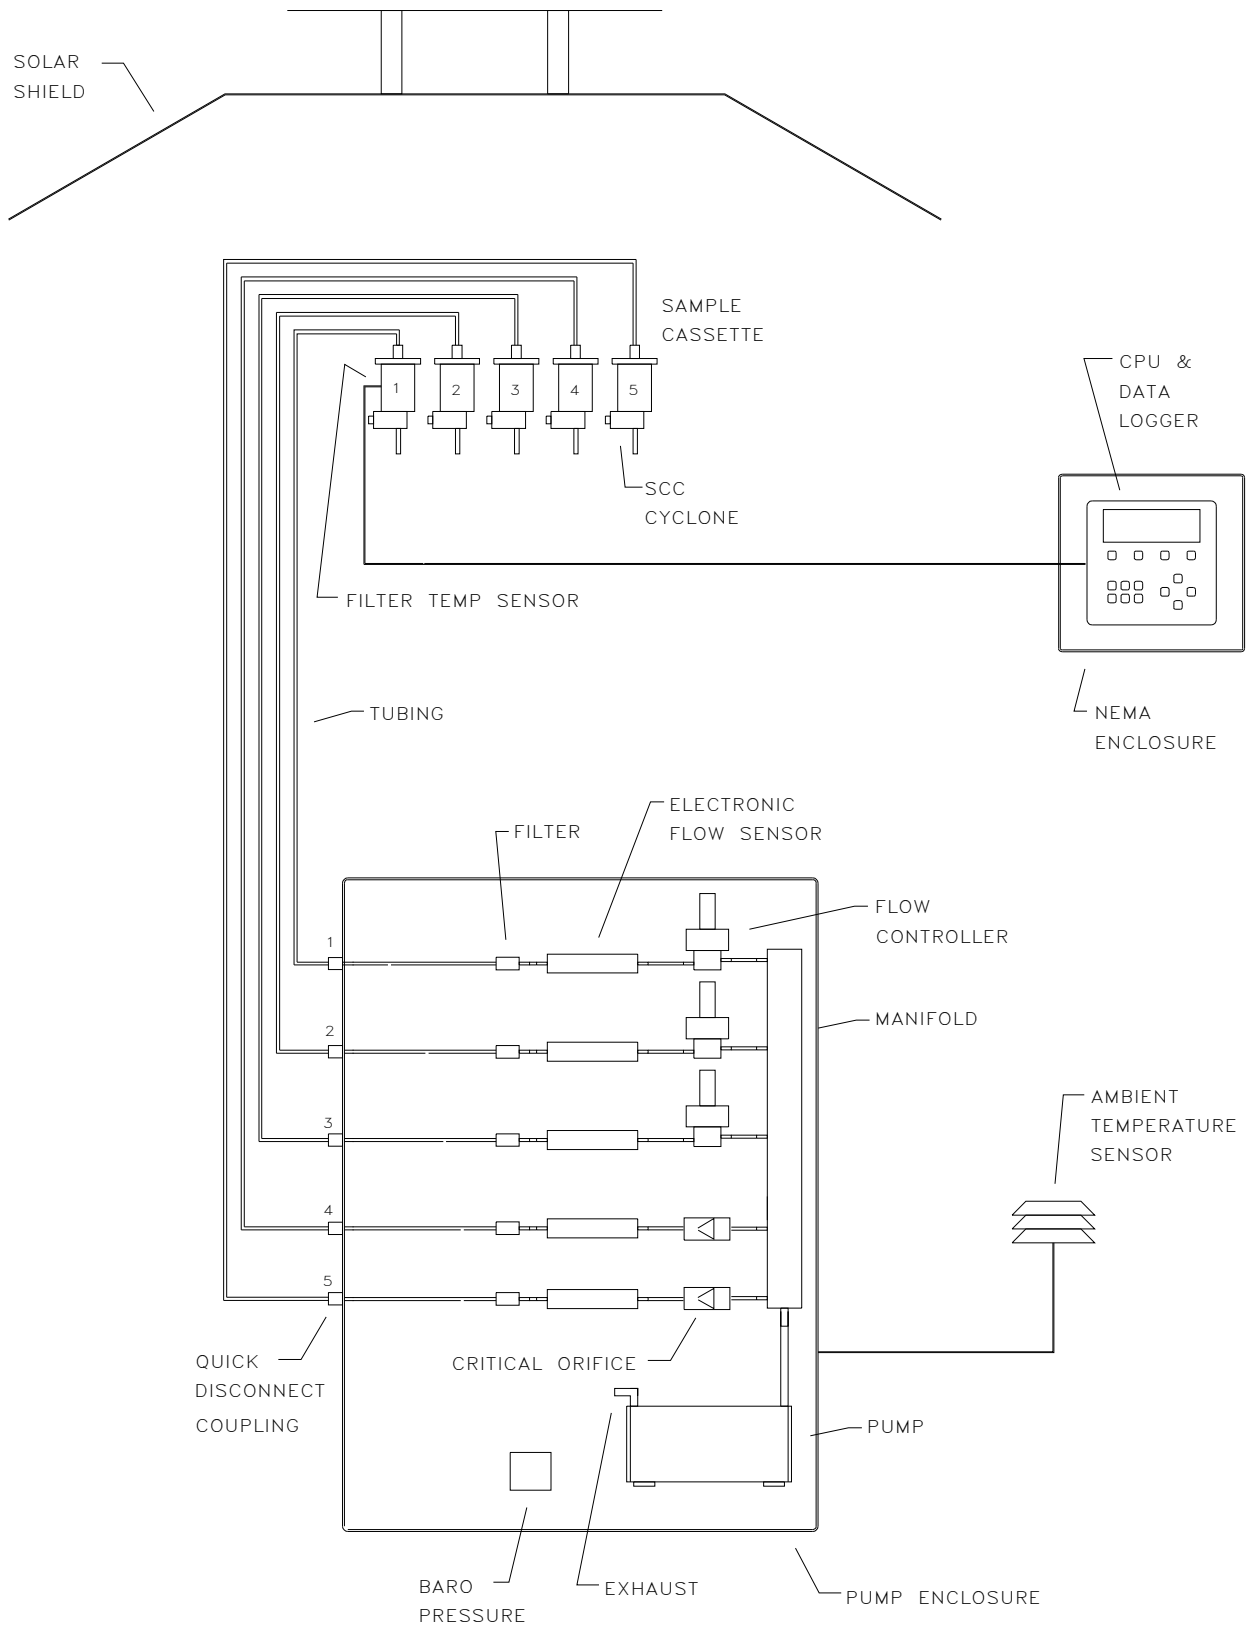 SOLAR
SHIELD
SAMPLE
CASSETTE
1
2
3
4
5
CPU &
DATA
LOGGER
SCC
CYCLONE
FILTER TEMP SENSOR
TUBING
NEMA
ENCLOSURE
ELECTRONIC
FLOW SENSOR
FILTER
FLOW
CONTROLLER
1
MANIFOLD
2
AMBIENT
TEMPERATURE
SENSOR
3
4
5
QUICK
DISCONNECT
COUPLING
CRITICAL ORIFICE
PUMP
BARO
PRESSURE
EXHAUST
PUMP ENCLOSURE